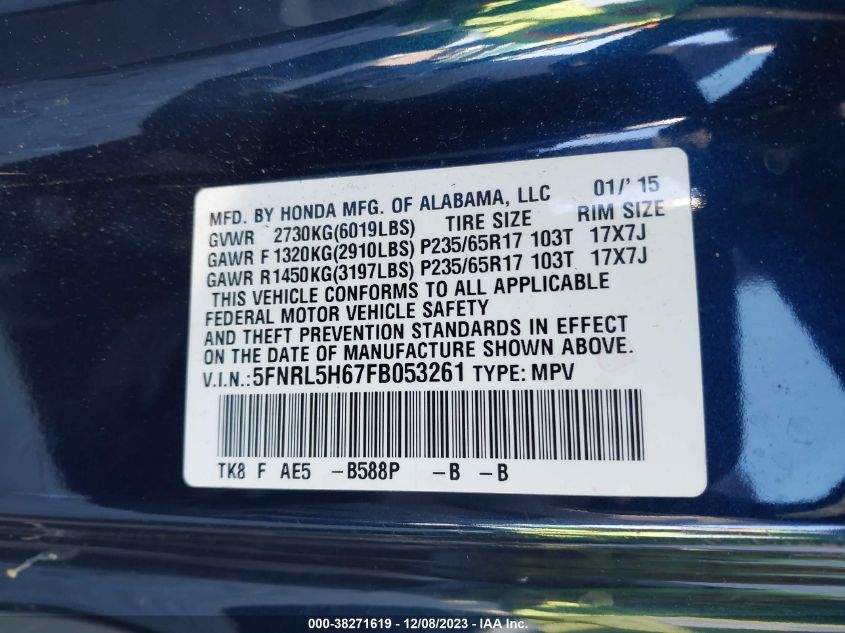 MFD. BY HONDA MFG. OF ALABAMA, LLC 01/' 15
GVWR 2730KG(6019LBS) TIRE SIZE RIM SIZE
GAWR F 1320KG(2910LBS) P235/65R17 103T 17X7J
GAWR R1450KG(3197LBS) P235/65R17 103T 17X7J
THIS VEHICLE CONFORMS TO ALL APPLICABLE
FEDERAL MOTOR VEHICLE SAFETY
AND THEFT PREVENTION STANDARDS IN EFFECT
ON THE DATE OF MANUFACTURE SHOWN ABOVE.
V.I.N.:5FNRL5H67FB053261 TYPE: MPV
TK8 F AE5 -B588P -B -B
000-38271619 - 12/08/2023 - IAA Inc.